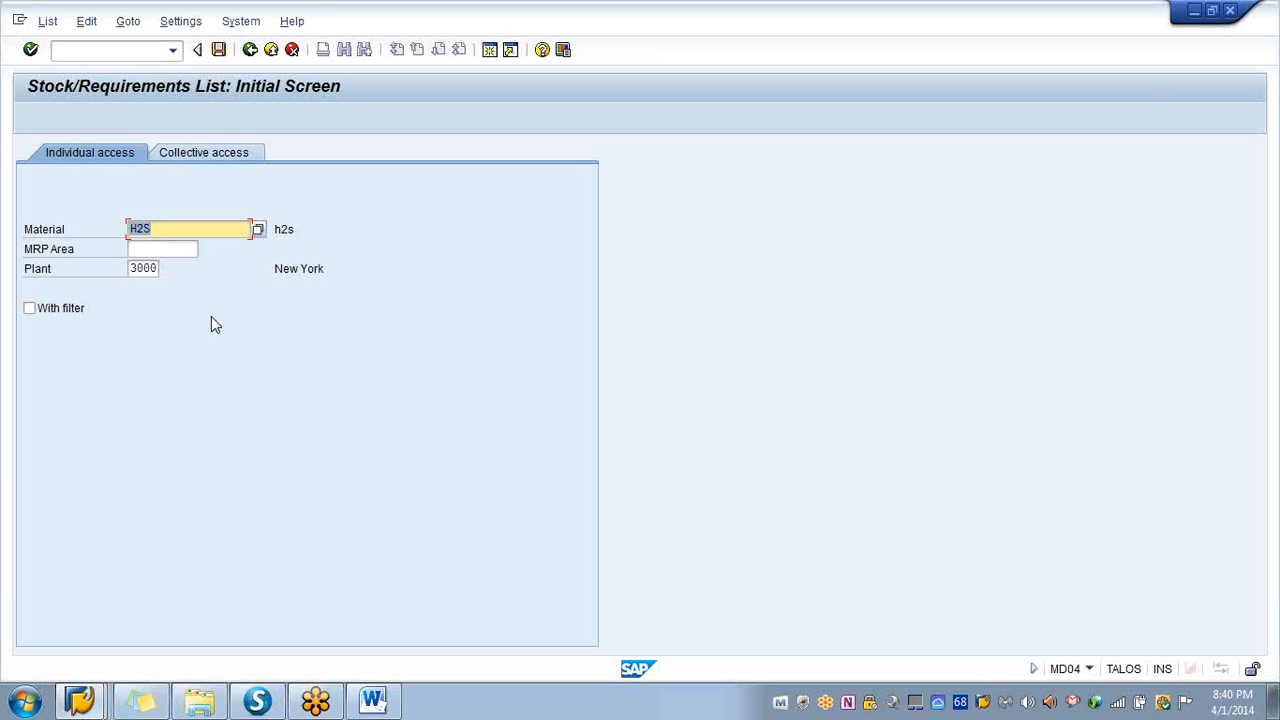 List Edit Goto Settings System Help
Stock/Requirements List: Initial Screen
Individual access Collective access
Material H2S h2s
MRP Area
Plant 3000 New York
With filter
SAP MD04 TALOS INS
S W N 68 8:40 PM
4/1/2014